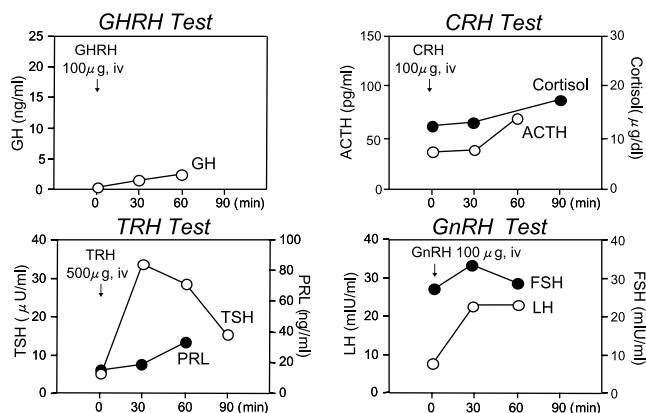 GHRH Test
25
20
15
10
5
0
GH (ng/ml)
GHRH
100μg, iv
GH
0 30 60 90 (min)
CRH Test
150
100
50
0
ACTH
(pg/ml)
CRH
100μg, iv
Cortisol
ACTH
30
20
10
0
Cortisol(μg/dl)
0 30 60 90 (min)
TRH Test
40
30
20
10
0
TSH (μU/ml)
TRH
500μg, iv
TSH
PRL
100
80
60
40
20
0
PRL
(ng/ml)
0 30 60 90 (min)
GnRH Test
40
30
20
10
0
LH (mIU/ml)
GnRH 100μg, iv
FSH
LH
40
30
20
10
0
FSH (mIU/ml)
0 30 60 90 (min)